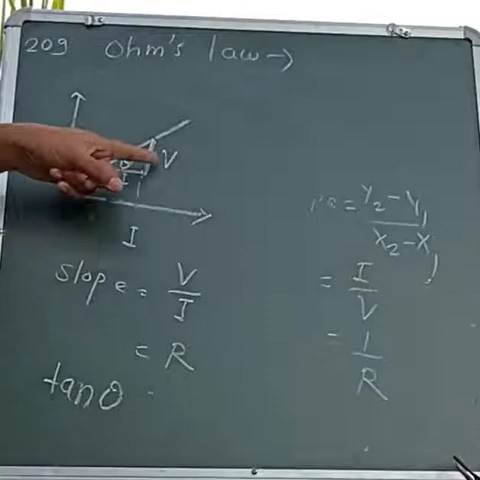 209 Ohm's law →
V
I
I
slope = V/I
= R
tanθ
= Y₂-Y₁/X₂-X₁
= I/V
= 1/R